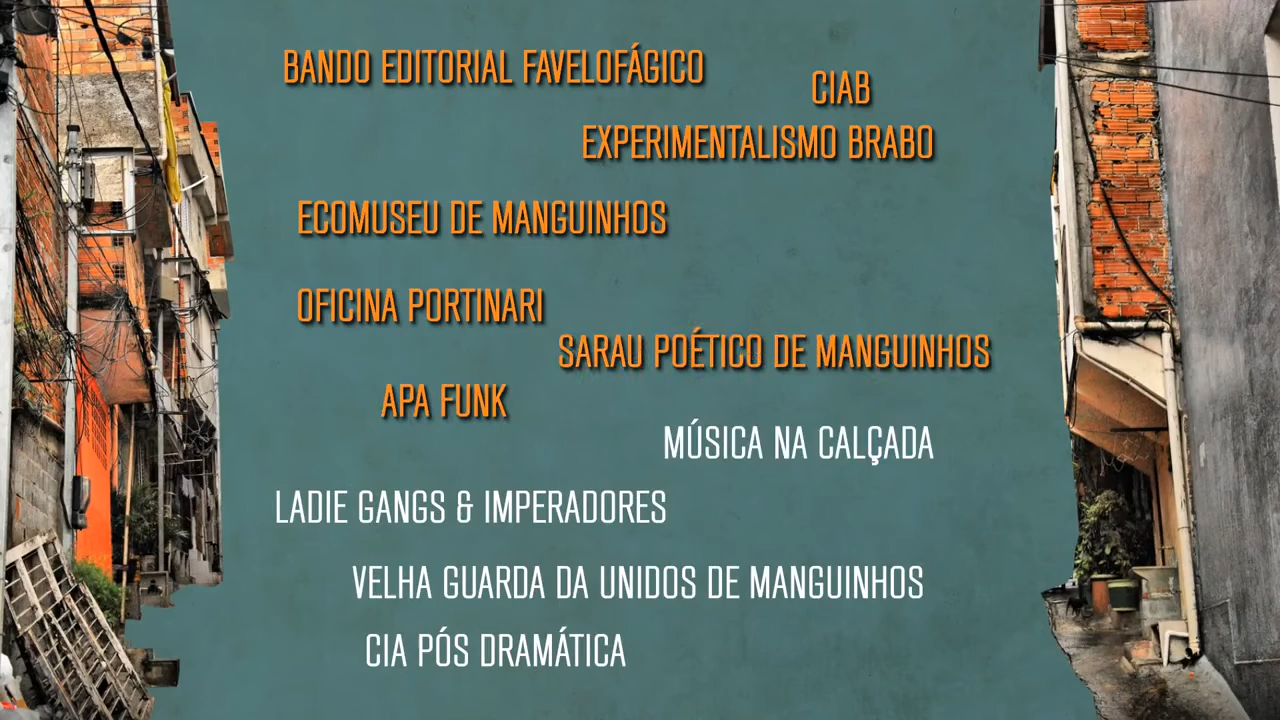 BANDO EDITORIAL FAVELOFÁGICO
CIAB
EXPERIMENTALISMO BRABO
ECOMUSEU DE MANGUINHOS
OFICINA PORTINARI
SARAU POÉTICO DE MANGUINHOS
APA FUNK
MÚSICA NA CALÇADA
LADIE GANGS & IMPERADORES
VELHA GUARDA DA UNIDOS DE MANGUINHOS
CIA PÓS DRAMÁTICA